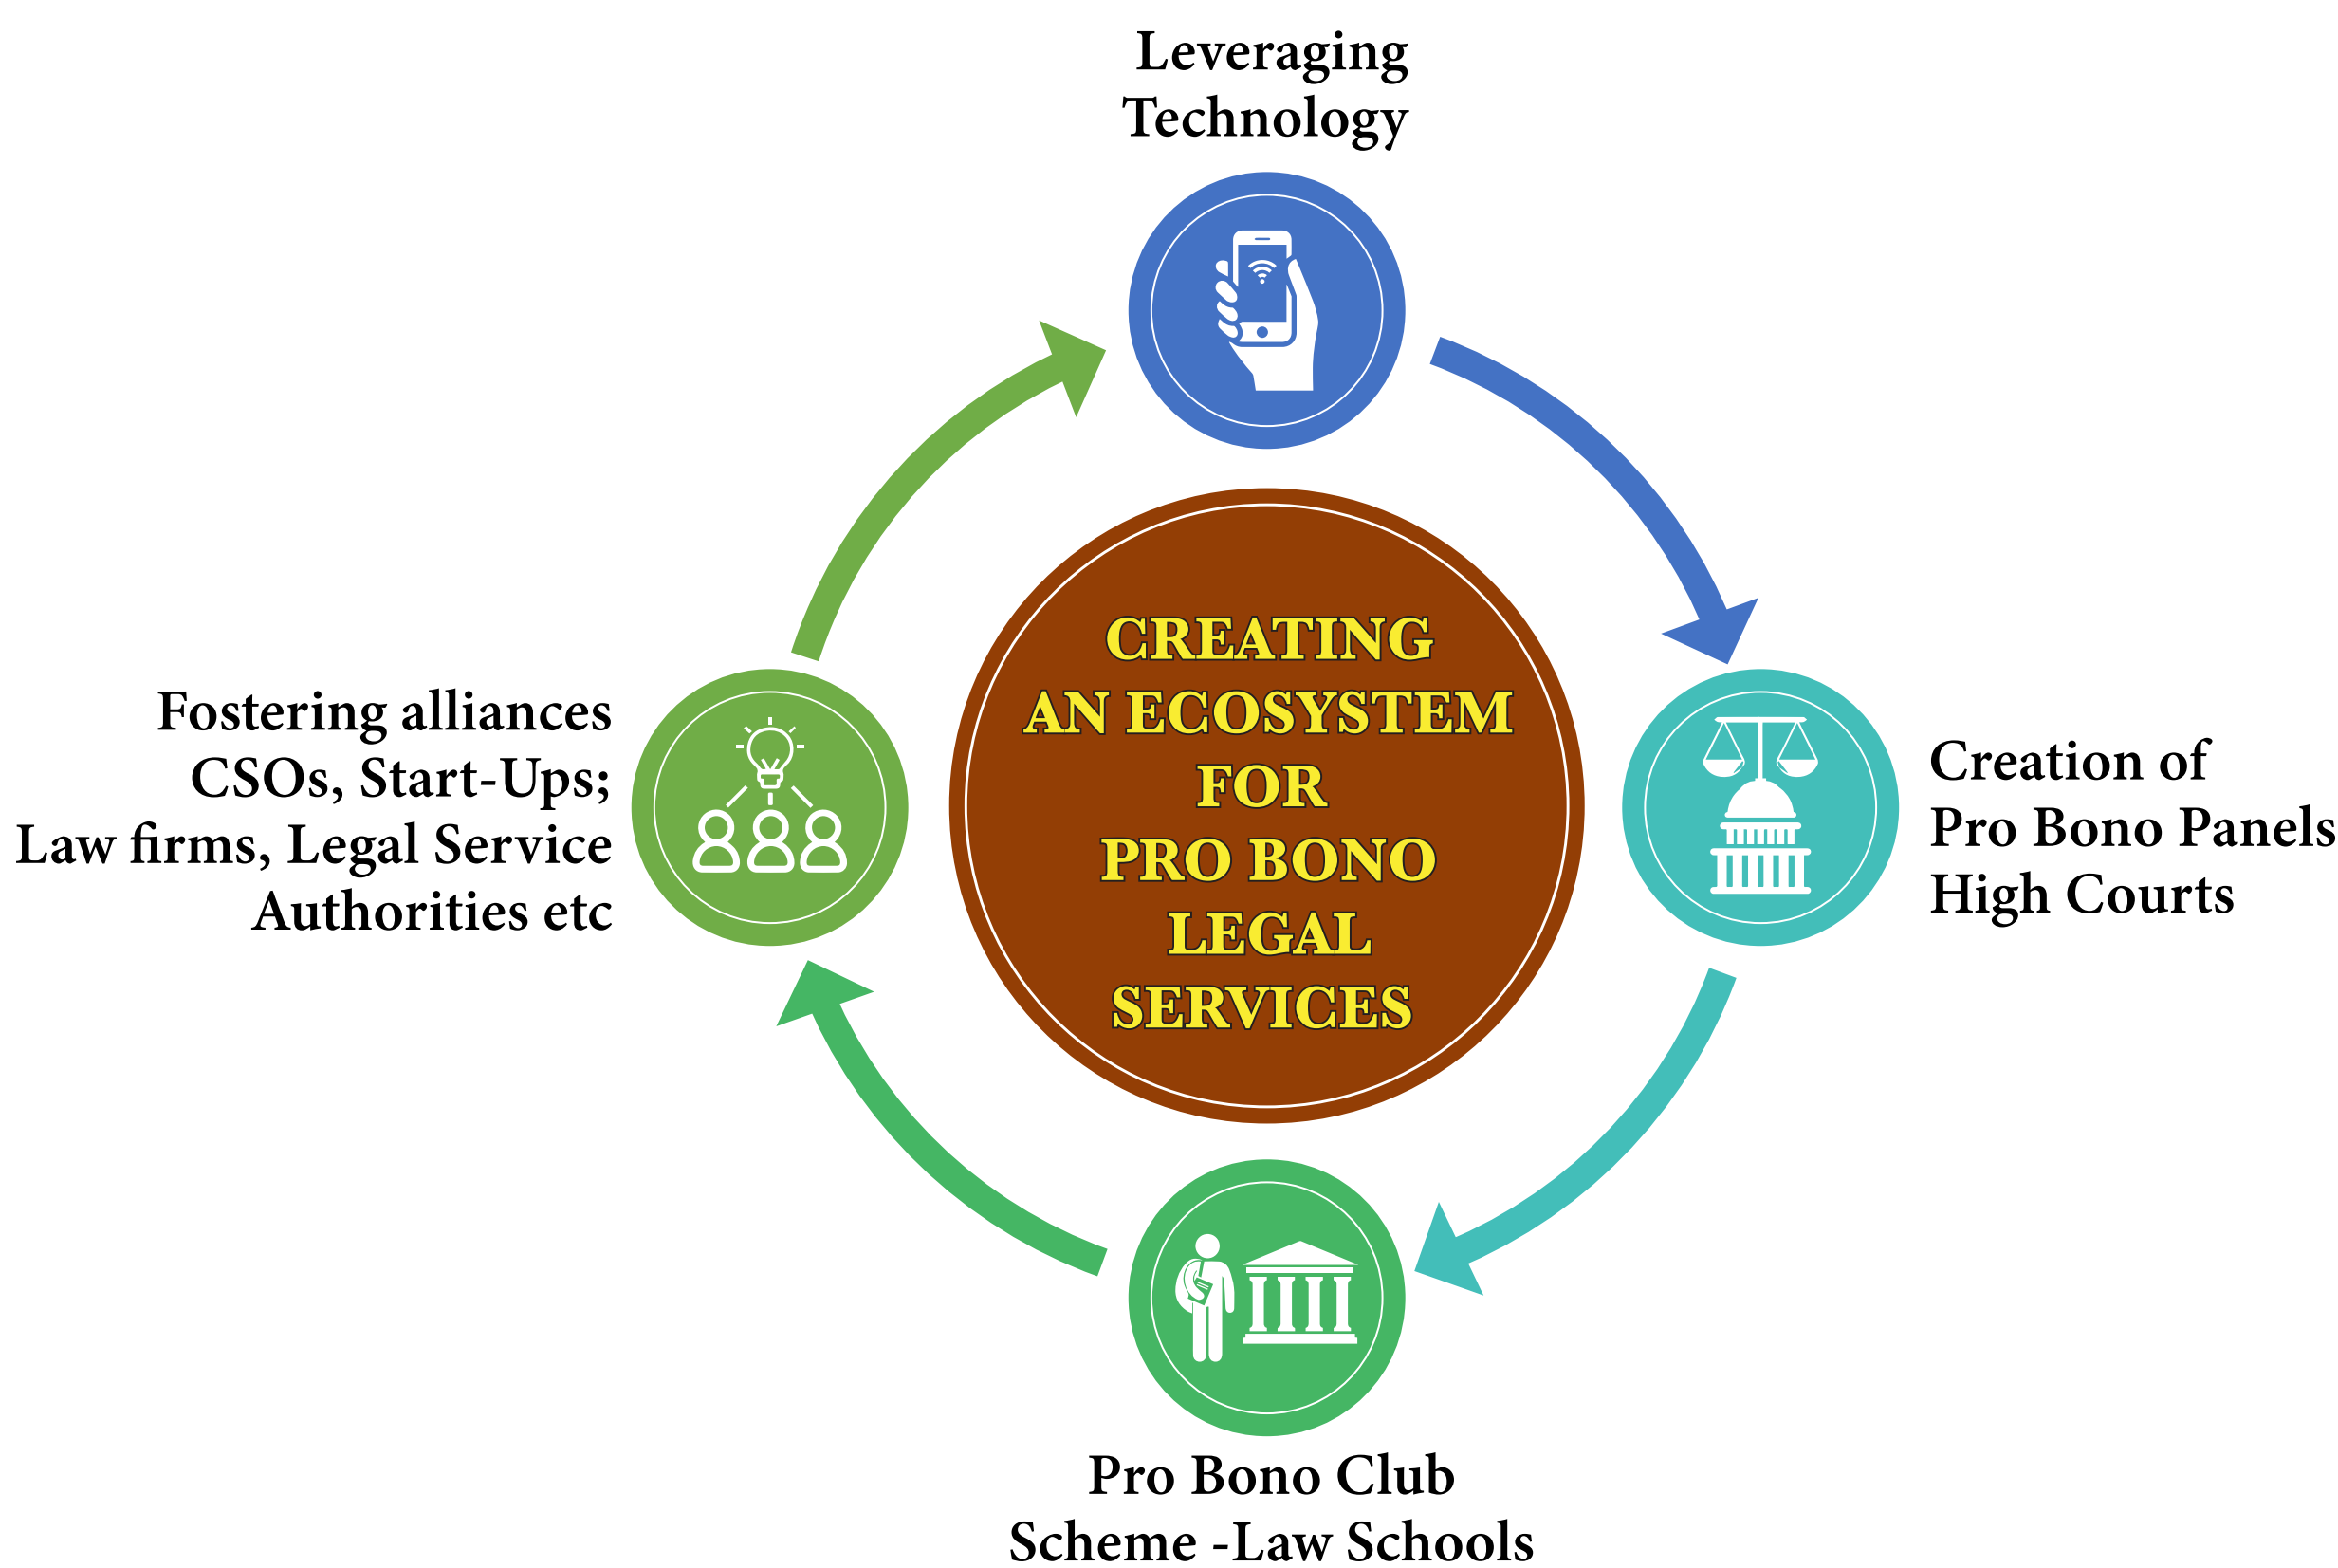 Leveraging
Technology
CREATING
AN ECOSYSTEM
FOR
PRO BONO
LEGAL
SERVICES
Fostering alliances
CSOs, Start-Ups;
Law firms, Legal Service
Authorities etc
Creation of
Pro Bono Panels
High Courts
Pro Bono Club
Scheme -Law Schools